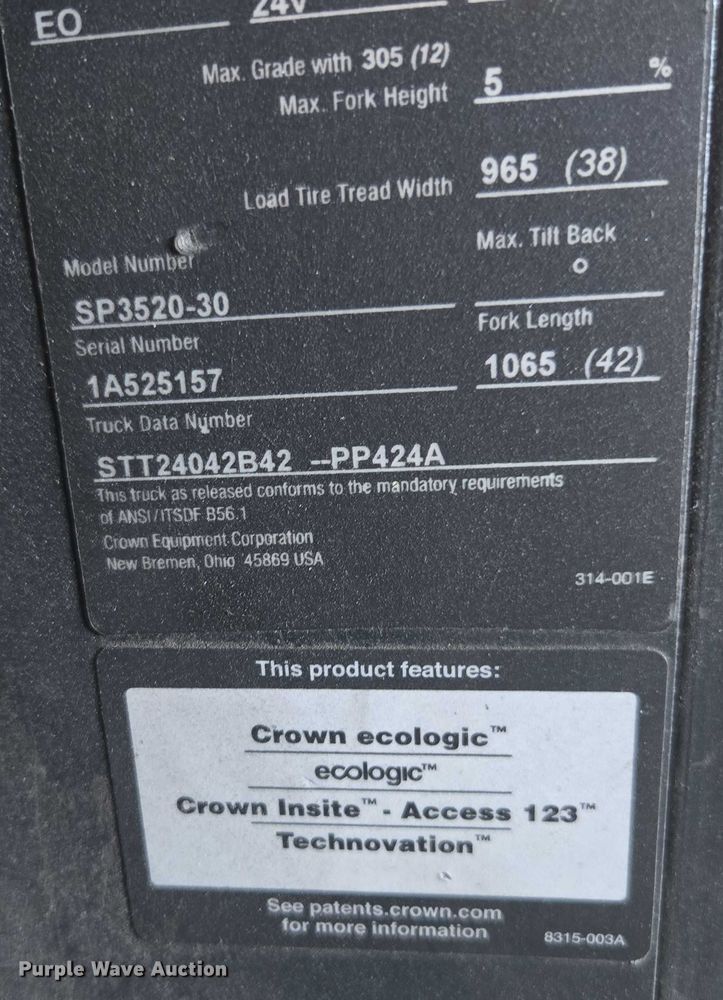 EO 24V
Max. Grade with 305 (12)
Max. Fork Height 5 %
Load Tire Tread Width 965 (38)
Model Number
SP3520-30
Max. Tilt Back
°
Serial Number
1A525157
Fork Length
1065 (42)
Truck Data Number
STT24042B42 --PP424A
This truck as released conforms to the mandatory requirements
of ANSI/ITSDF B56.1
Crown Equipment Corporation
New Bremen, Ohio 45869 USA
314-001E
This product features:
Crown ecologic™
ecologic™
Crown Insite™ - Access 123™
Technovation™
See patents.crown.com
for more information
8315-003A
Purple Wave Auction